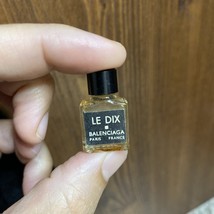 LE DIX
BALENCIAGA
PARIS FRANCE